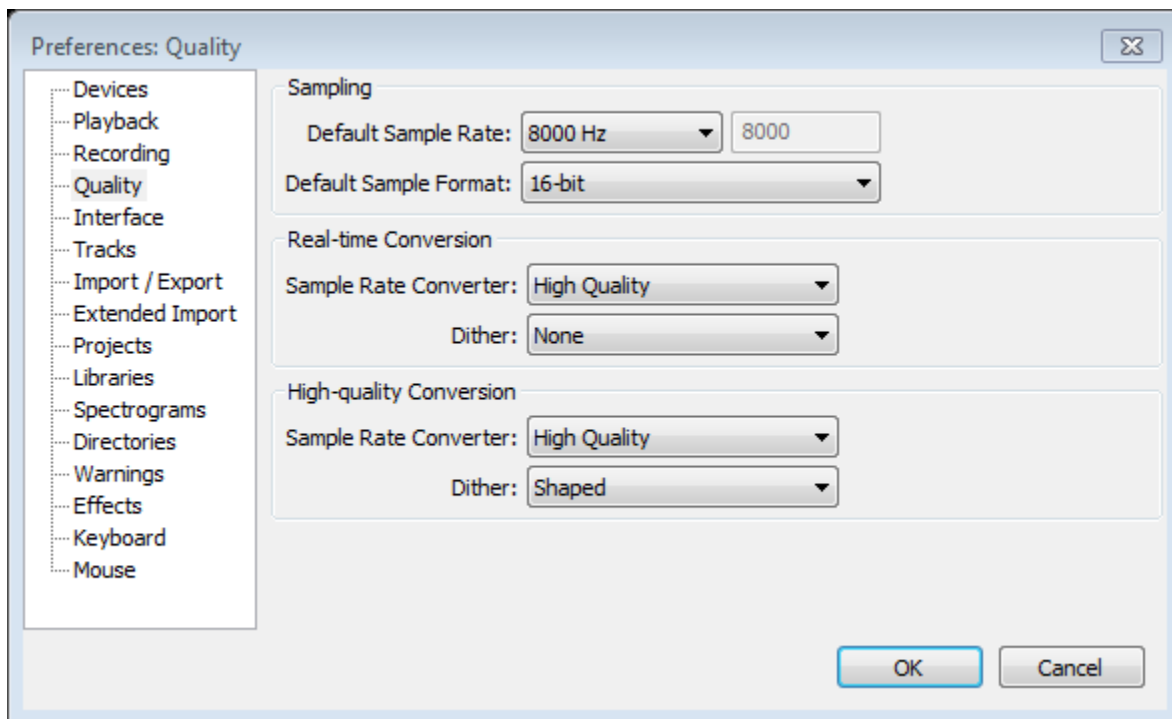 Preferences: Quality
Devices
Playback
Recording
Quality
Interface
Tracks
Import / Export
Extended Import
Projects
Libraries
Spectrograms
Directories
Warnings
Effects
Keyboard
Mouse
Sampling
Default Sample Rate: 8000 Hz 8000
Default Sample Format: 16-bit
Real-time Conversion
Sample Rate Converter: High Quality
Dither: None
High-quality Conversion
Sample Rate Converter: High Quality
Dither: Shaped
OK Cancel